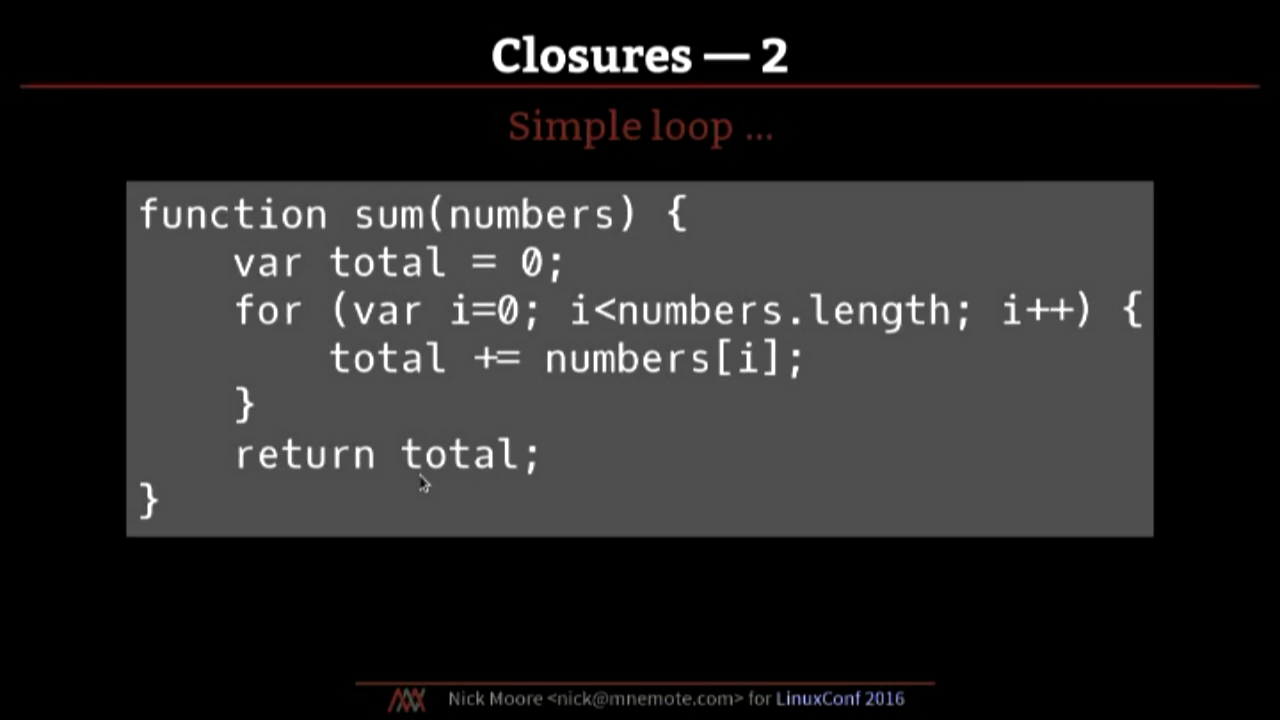 Closures — 2
Simple loop ...
function sum(numbers) {
    var total = 0;
    for (var i=0; i<numbers.length; i++) {
        total += numbers[i];
    }
    return total;
}
Nick Moore <nick@mnemote.com> for LinuxConf 2016